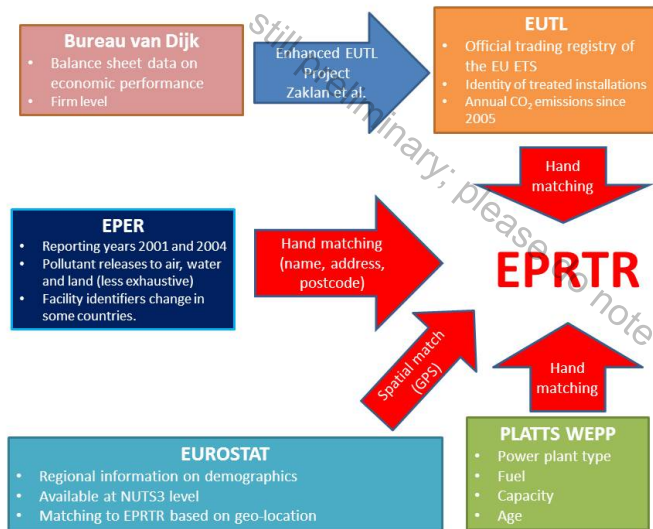 Bureau van Dijk
• Balance sheet data on
economic performance
• Firm level
Enhanced EUTL
Project
Zaklan et al.
EUTL
• Official trading registry of
the EU ETS
• Identity of treated installations
• Annual CO₂ emissions since
2005
still preliminary; please do note
Hand
matching
EPER
• Reporting years 2001 and 2004
• Pollutant releases to air, water
and land (less exhaustive)
• Facility identifiers change in
some countries.
Hand matching
(name, address,
postcode)
EPRTR
Spatial match
(GPS)
Hand
matching
EUROSTAT
• Regional information on demographics
• Available at NUTS3 level
• Matching to EPRTR based on geo-location
PLATTS WEPP
• Power plant type
• Fuel
• Capacity
• Age